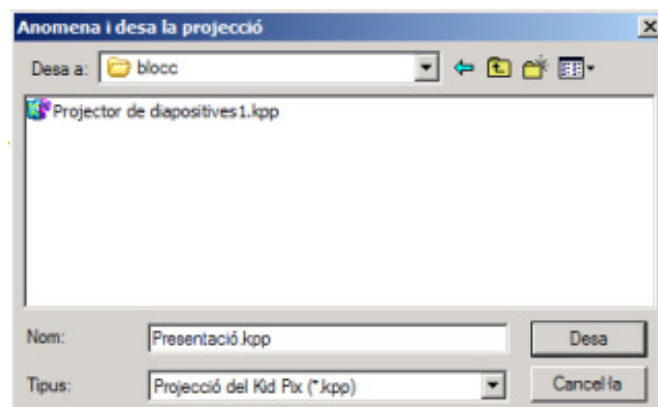 Anomena i desa la projecció
Desa a: blocc
Projector de diapositives1.kpp
Nom: Presentació.kpp Desa
Tipus: Projecció del Kid Pix (*.kpp) Cancel·la